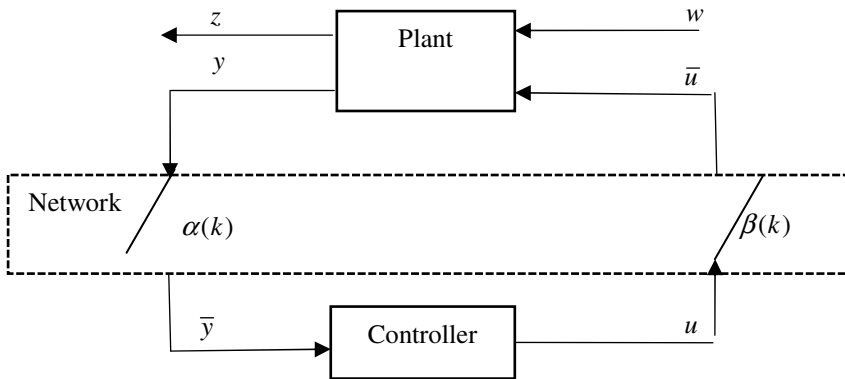 z
Plant
w
y
u̅
Network
α(k)
β(k)
y̅
Controller
u